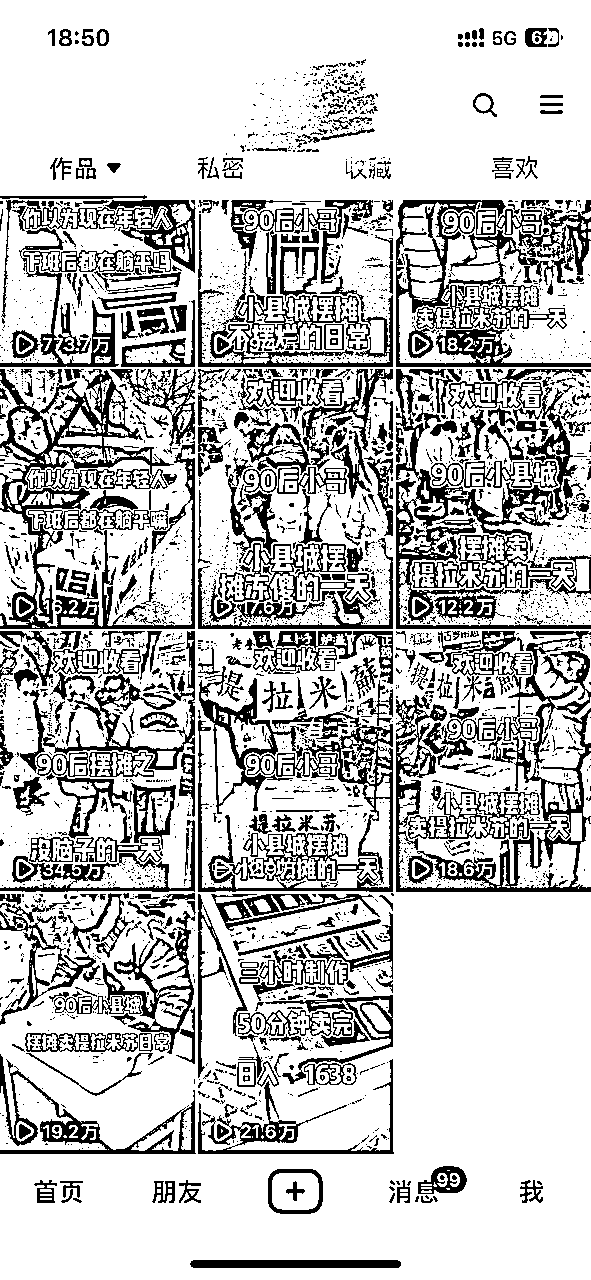 18:50
5G 62
作品 私密 收藏 喜欢
你以为现在年轻人
下班后都在躺平吗
773.7万
90后小哥
小县城摆摊
不摆烂的日常
90后小哥
小县城摆摊
卖提拉米苏的一天
18.2万
你以为现在年轻人
下班后都在躺平嘛
欢迎收看
90后小哥
小县城摆
摊冻傻的一天
17.6万
欢迎收看
90后小县城
摆摊卖
提拉米苏的一天
12.2万
欢迎收看
90后摆摊之
没脑子的一天
34.5万
提拉米蘇
欢迎收看
90后小哥
提拉米苏
小县城摆摊
欢迎收看
90后小哥
小县城摆摊
卖提拉米苏的一天
18.6万
90后小县城
摆摊卖提拉米苏日常
19.2万
三小时制作
50分钟卖完
日入 1638
21.6万
首页 朋友 消息 99 我